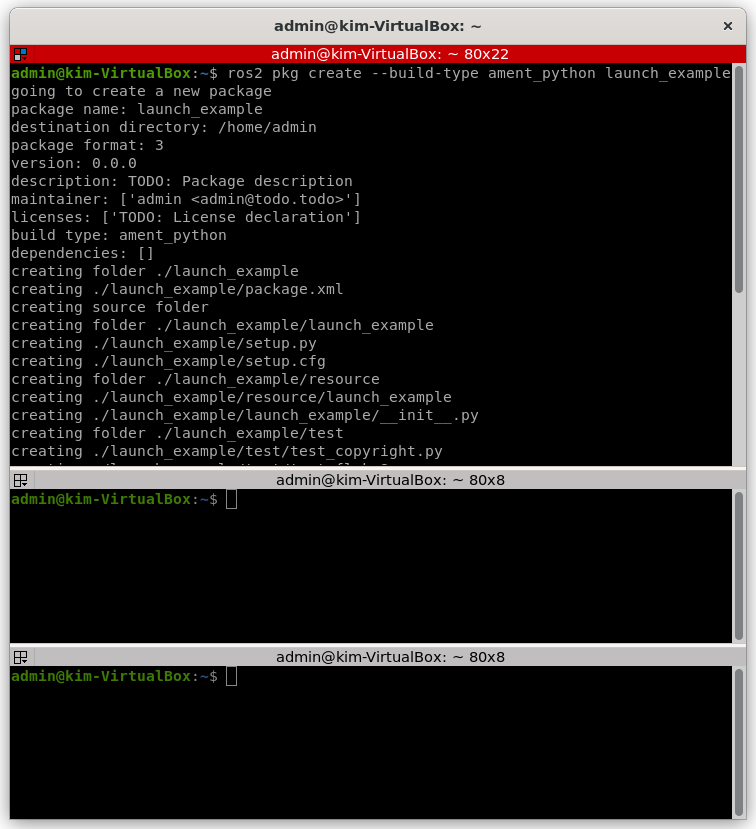 admin@kim-VirtualBox: ~
admin@kim-VirtualBox: ~ 80x22
admin@kim-VirtualBox:~$ ros2 pkg create --build-type ament_python launch_example
going to create a new package
package name: launch_example
destination directory: /home/admin
package format: 3
version: 0.0.0
description: TODO: Package description
maintainer: ['admin <admin@todo.todo>']
licenses: ['TODO: License declaration']
build type: ament_python
dependencies: []
creating folder ./launch_example
creating ./launch_example/package.xml
creating source folder
creating folder ./launch_example/launch_example
creating ./launch_example/setup.py
creating ./launch_example/setup.cfg
creating folder ./launch_example/resource
creating ./launch_example/resource/launch_example
creating ./launch_example/launch_example/__init__.py
creating folder ./launch_example/test
creating ./launch_example/test/test_copyright.py
admin@kim-VirtualBox: ~ 80x8
admin@kim-VirtualBox:~$
admin@kim-VirtualBox: ~ 80x8
admin@kim-VirtualBox:~$